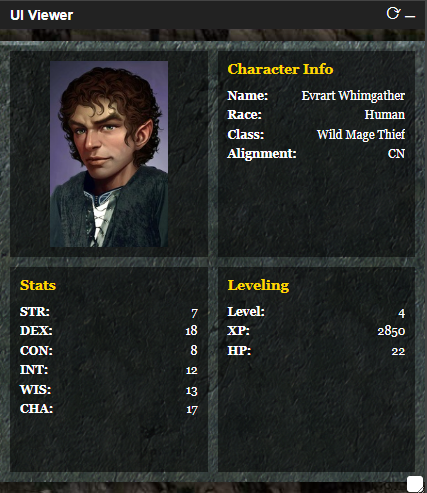 UI Viewer
Character Info
Name: Evrart Whimgather
Race: Human
Class: Wild Mage Thief
Alignment: CN
Stats
STR: 7
DEX: 18
CON: 8
INT: 12
WIS: 13
CHA: 17
Leveling
Level: 4
XP: 2850
HP: 22